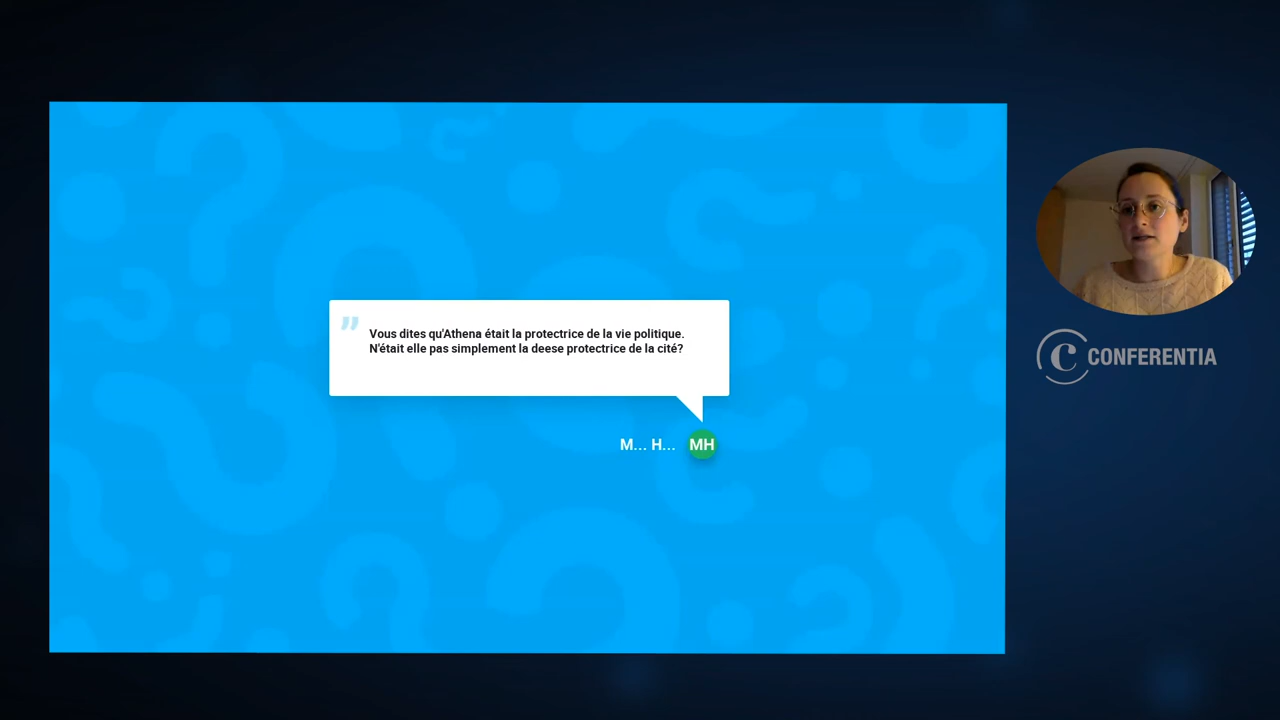 "
Vous dites qu'Athena était la protectrice de la vie politique.
N'était elle pas simplement la deese protectrice de la cité?
M... H... MH
C CONFERENTIA